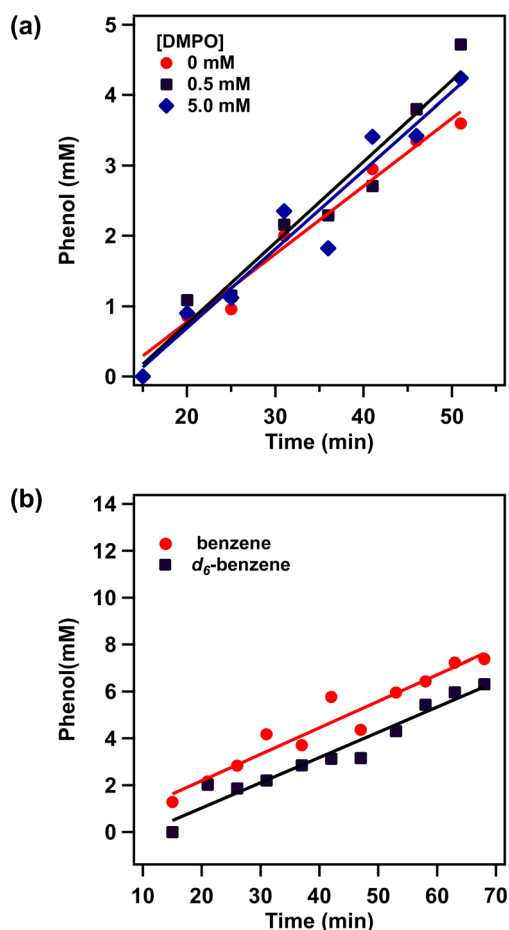 (a)
5
4
3
2
1
0
Phenol (mM)
[DMPO]
0 mM
0.5 mM
5.0 mM
20
30
40
50
Time (min)
(b)
14
12
10
8
6
4
2
0
Phenol(mM)
benzene
d6-benzene
10
20
30
40
50
60
70
Time (min)